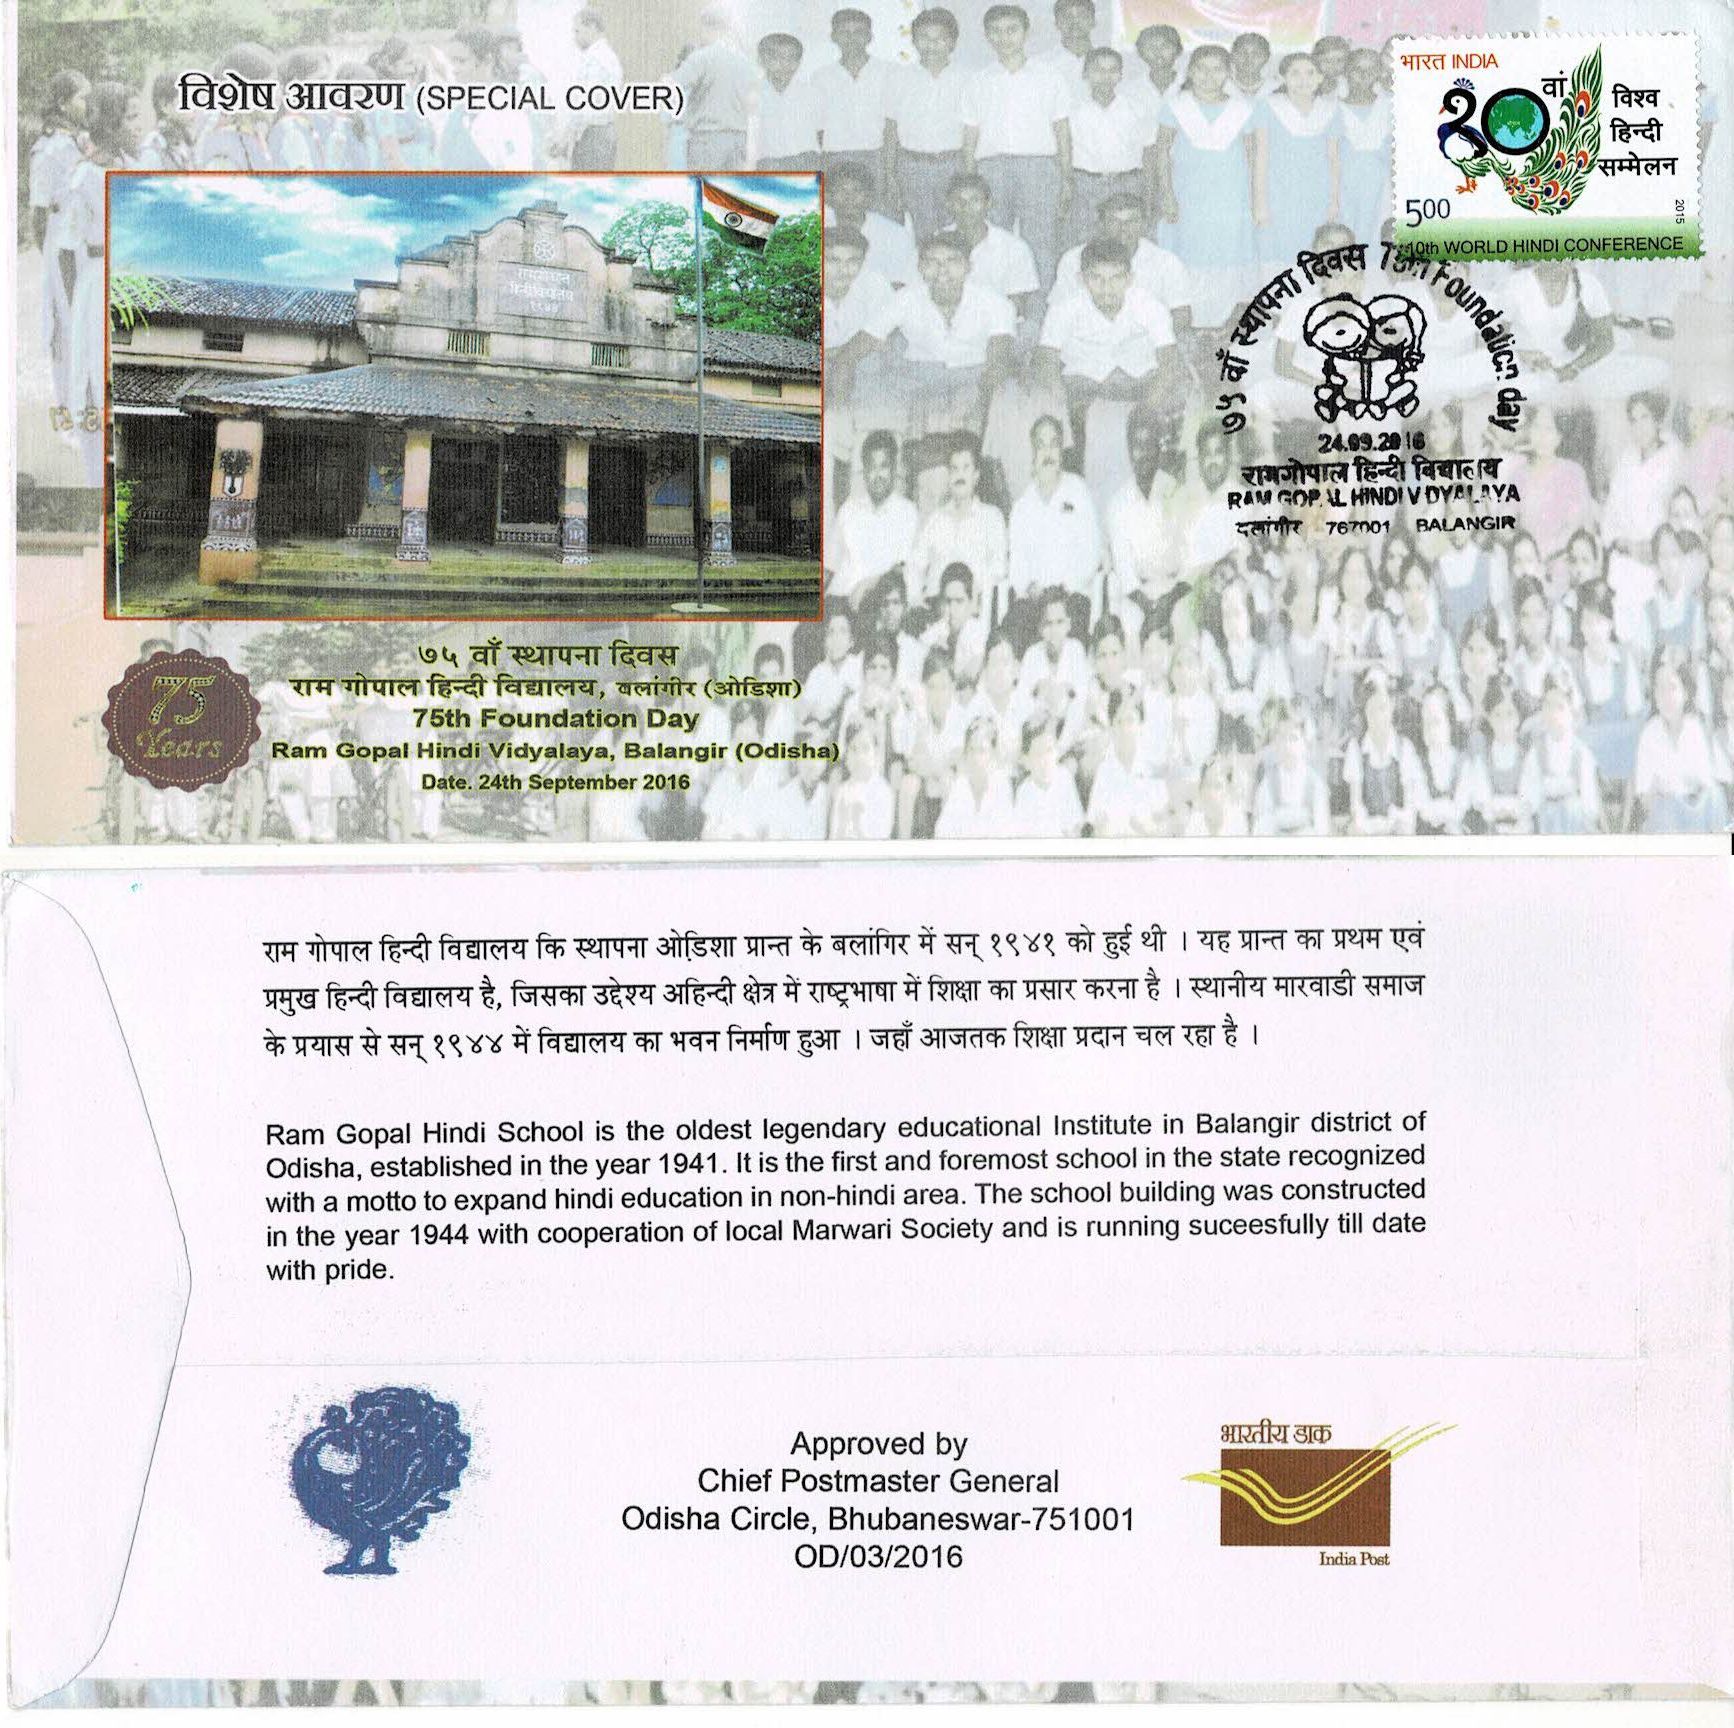 विशेष आवरण (SPECIAL COVER)
भारत INDIA
१० वां
विश्व
हिन्दी
सम्मेलन
500
2015
10th WORLD HINDI CONFERENCE
७५ वाँ स्थापना दिवस 75th Foundation day
24.09.2016
रामगोपाल हिन्दी विद्यालय
RAM GOPAL HINDI VIDYALAYA
बलांगीर 767001 BALANGIR
75
Years
७५ वाँ स्थापना दिवस
राम गोपाल हिन्दी विद्यालय, बलांगीर (ओडिशा)
75th Foundation Day
Ram Gopal Hindi Vidyalaya, Balangir (Odisha)
Date. 24th September 2016
राम गोपाल हिन्दी विद्यालय कि स्थापना ओड़िशा प्रान्त के बलांगिर में सन् १९४१ को हुई थी । यह प्रान्त का प्रथम एवं
प्रमुख हिन्दी विद्यालय है, जिसका उद्देश्य अहिन्दी क्षेत्र में राष्ट्रभाषा में शिक्षा का प्रसार करना है । स्थानीय मारवाडी समाज
के प्रयास से सन् १९४४ में विद्यालय का भवन निर्माण हुआ । जहाँ आजतक शिक्षा प्रदान चल रहा है ।
Ram Gopal Hindi School is the oldest legendary educational Institute in Balangir district of
Odisha, established in the year 1941. It is the first and foremost school in the state recognized
with a motto to expand hindi education in non-hindi area. The school building was constructed
in the year 1944 with cooperation of local Marwari Society and is running suceesfully till date
with pride.
Approved by
Chief Postmaster General
Odisha Circle, Bhubaneswar-751001
OD/03/2016
भारतीय डाक
India Post